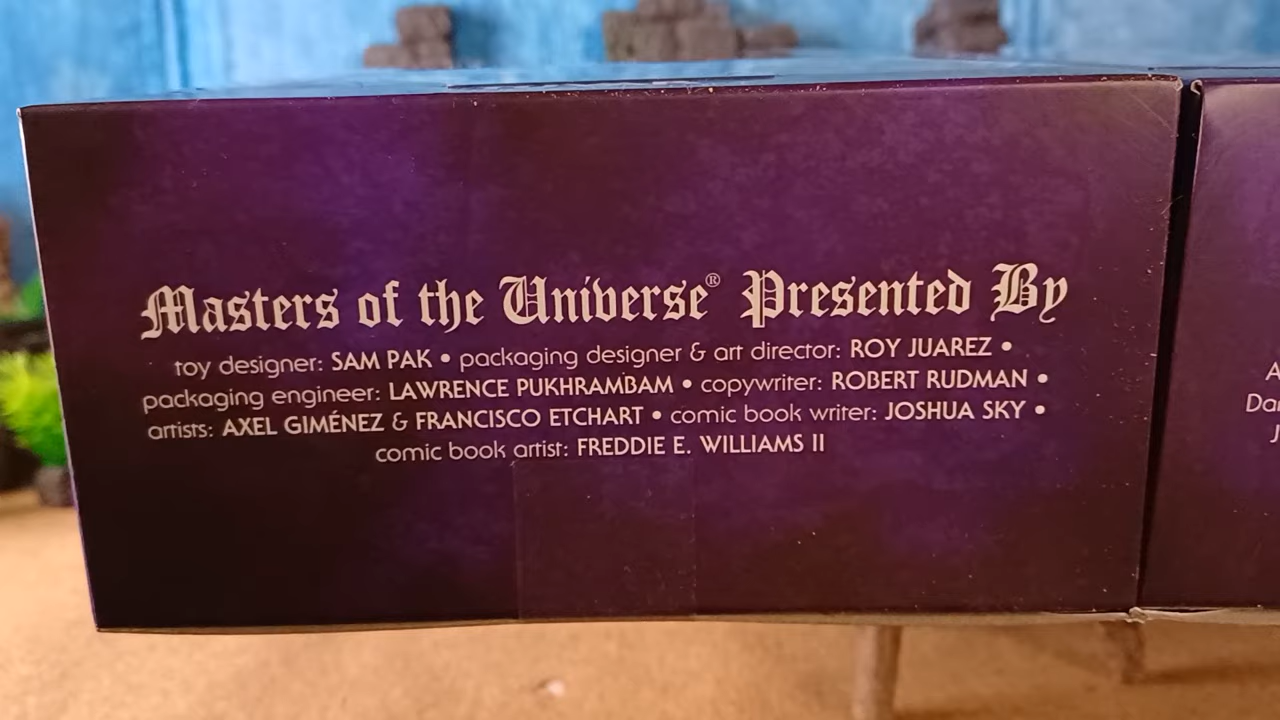 Masters of the Universe® Presented By
toy designer: SAM PAK • packaging designer & art director: ROY JUAREZ •
packaging engineer: LAWRENCE PUKHRAMBAM • copywriter: ROBERT RUDMAN •
artists: AXEL GIMÉNEZ & FRANCISCO ETCHART • comic book writer: JOSHUA SKY •
comic book artist: FREDDIE E. WILLIAMS II